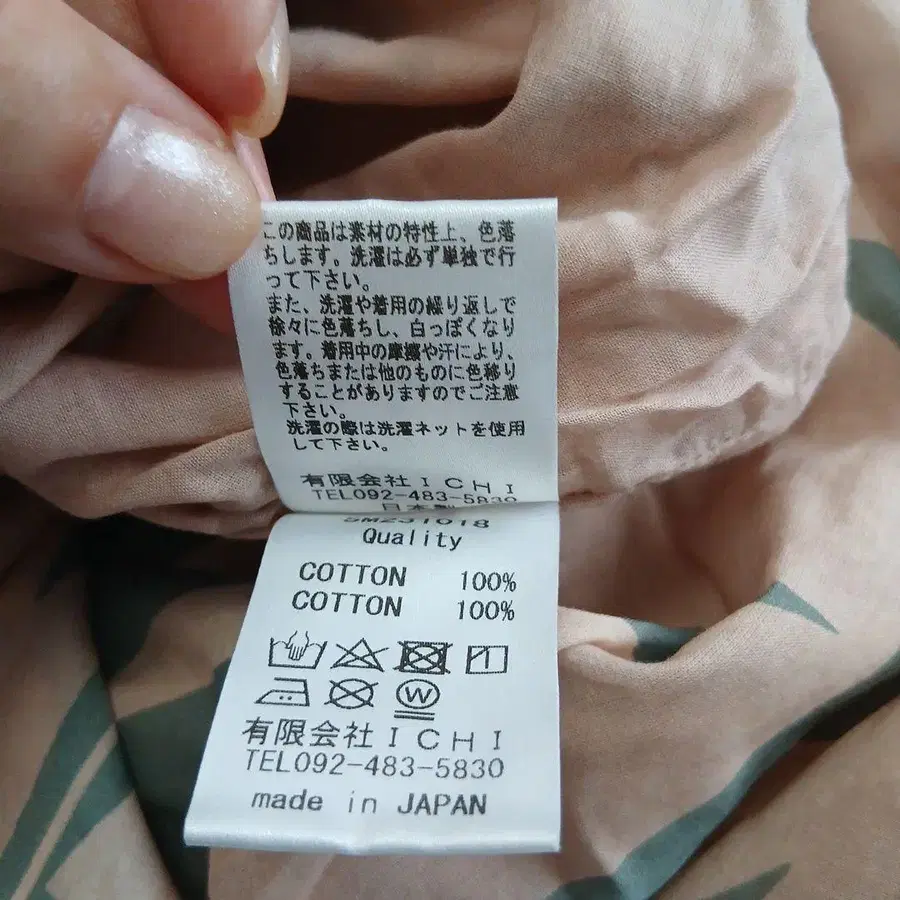 この商品は素材の特性上、色落
ちします。洗濯は必ず単独で行
って下さい。
また、洗濯や着用の繰り返しで
徐々に色落ちし、白っぽくなり
ます。着用中の摩擦や汗により、
色落ちまたは他のものに色移り
することがありますのでご注意
下さい。
洗濯の際は洗濯ネットを使用
して下さい。
有限会社ICHI
TEL092-483-5830
日本製
SM231018
Quality
COTTON 100%
COTTON 100%
W
有限会社ICHI
TEL092-483-5830
made in JAPAN